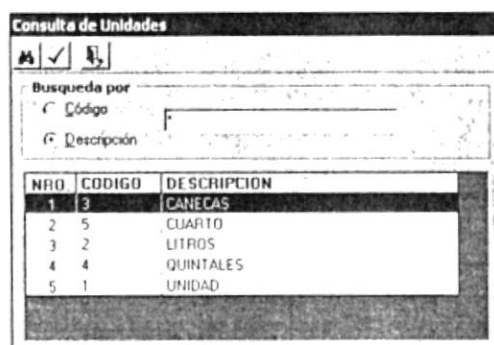 Consulta de Unidades
Busqueda por
Código
Descripción
NRO CODIGO DESCRIPCION
1 3 CANECAS
2 5 CUARTO
3 2 LITROS
4 4 QUINTALES
5 1 UNIDAD